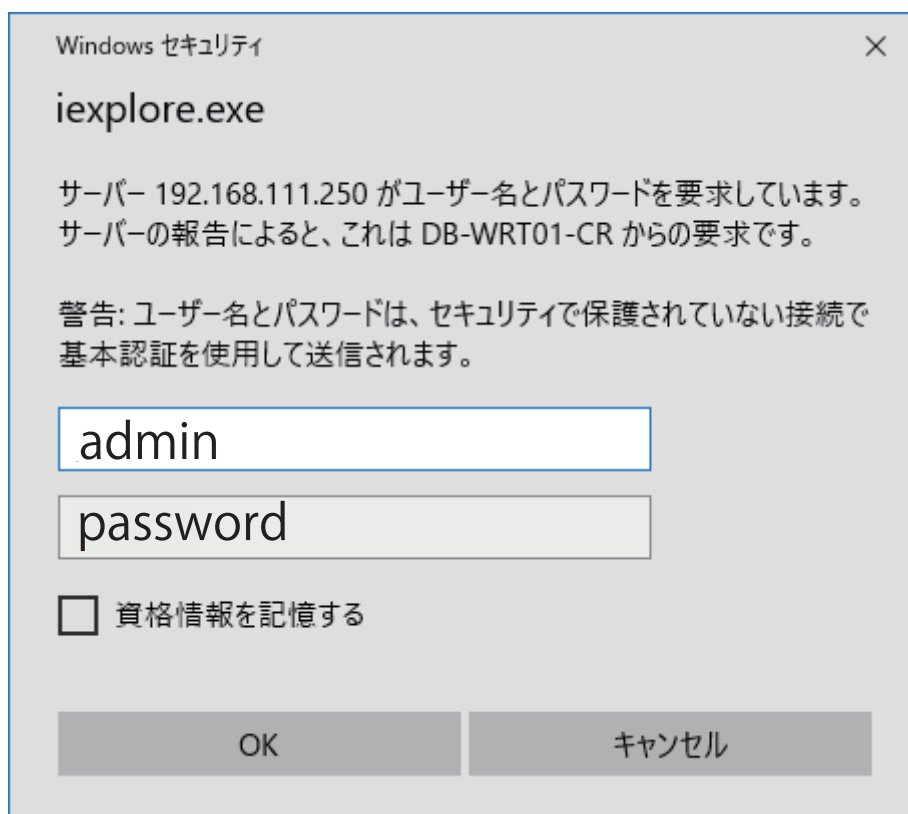 Windows セキュリティ
iexplore.exe
サーバー 192.168.111.250 がユーザー名とパスワードを要求しています。
サーバーの報告によると、これは DB-WRT01-CR からの要求です。
警告: ユーザー名とパスワードは、セキュリティで保護されていない接続で
基本認証を使用して送信されます。
admin
password
資格情報を記憶する
OK
キャンセル